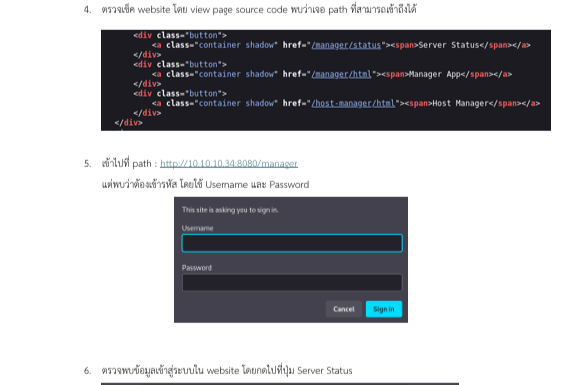 4. ตรวจเช็ค website โดย view page source code พบว่าเจอ path ที่สามารถเข้าถึงได้
<div class="button">
<a class="container shadow" href="/manager/status"><span>Server Status</span></a>
</div>
<div class="button">
<a class="container shadow" href="/manager/html"><span>Manager App</span></a>
</div>
<div class="button">
<a class="container shadow" href="/host-manager/html"><span>Host Manager</span></a>
</div>
</div>
5. เข้าไปที่ path : http://10.10.10.34:8080/manager
แต่พบว่าต้องเข้ารหัส โดยใช้ Username และ Password
This site is asking you to sign in.
Username
Password
Cancel Sign in
6. ตรวจพบข้อมูลเข้าสู่ระบบใน website โดยกดไปที่ปุ่ม Server Status